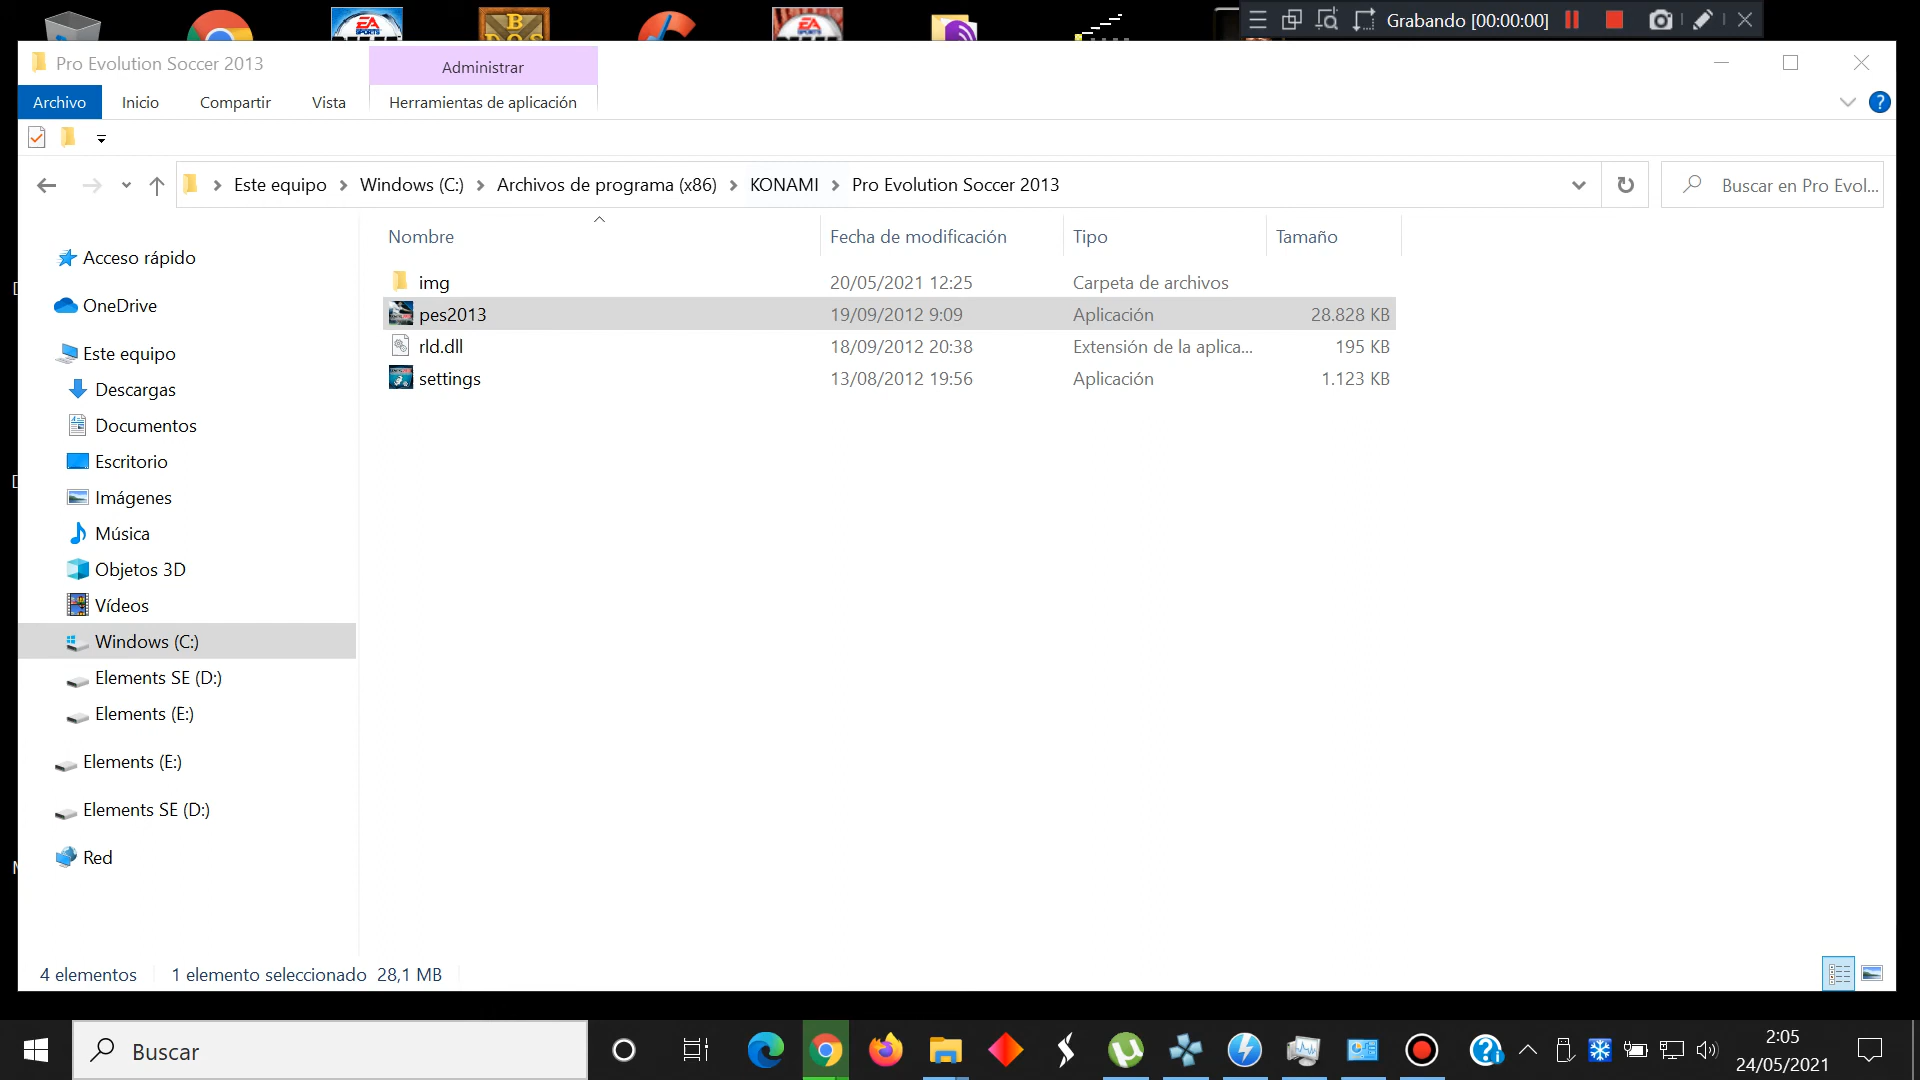 Grabando [00:00:00]
Pro Evolution Soccer 2013
Administrar
Archivo
Inicio
Compartir
Vista
Herramientas de aplicación
Este equipo
Windows (C:)
Archivos de programa (x86)
KONAMI
Pro Evolution Soccer 2013
Buscar en Pro Evol...
Nombre
Fecha de modificación
Tipo
Tamaño
img
20/05/2021 12:25
Carpeta de archivos
pes2013
19/09/2012 9:09
Aplicación
28.828 KB
rld.dll
18/09/2012 20:38
Extensión de la aplica...
195 KB
settings
13/08/2012 19:56
Aplicación
1.123 KB
Acceso rápido
OneDrive
Este equipo
Descargas
Documentos
Escritorio
Imágenes
Música
Objetos 3D
Vídeos
Windows (C:)
Elements SE (D:)
Elements (E:)
Elements (E:)
Elements SE (D:)
Red
4 elementos
1 elemento seleccionado 28,1 MB
Buscar
2:05
24/05/2021